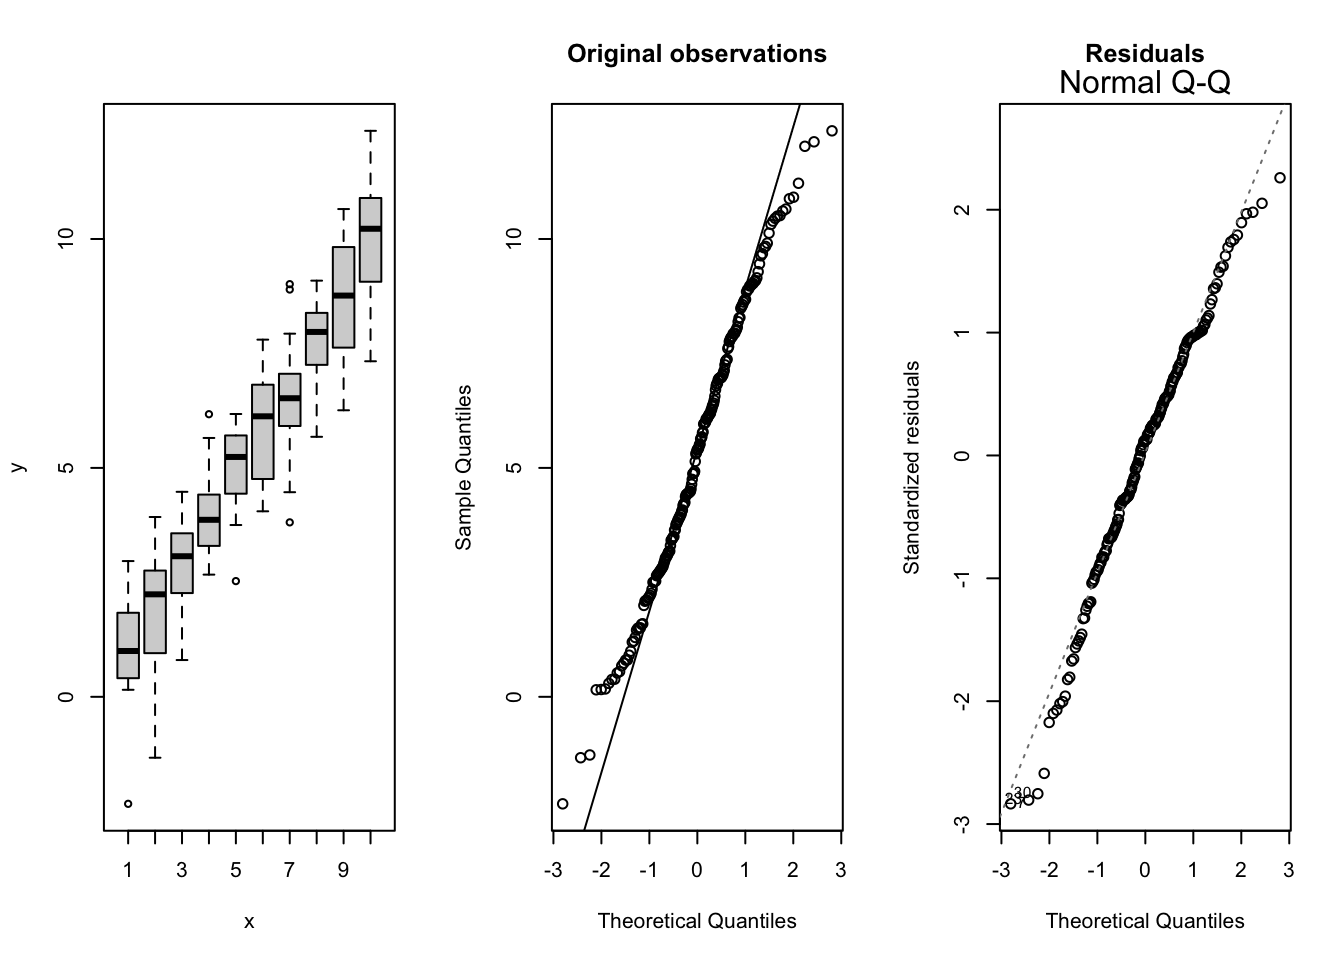 y
10
5
0
1 3 5 7 9
x
Original observations
Sample Quantiles
10
5
0
-3 -2 -1 0 1 2 3
Theoretical Quantiles
Residuals
Normal Q-Q
Standardized residuals
2
1
0
-1
-2
-3
-3 -2 -1 0 1 2 3
Theoretical Quantiles